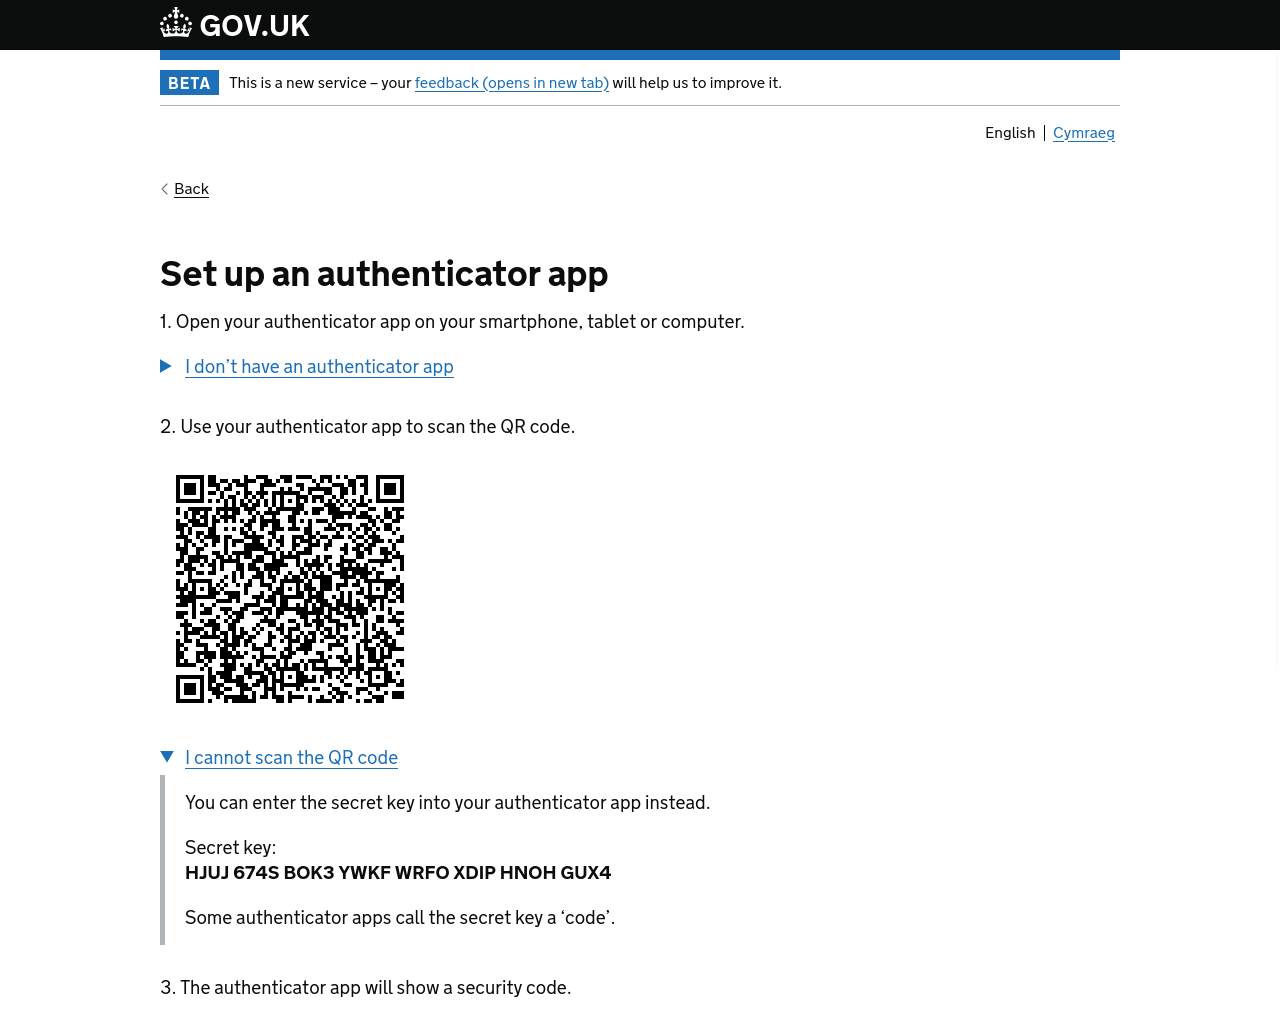 GOV.UK
BETA This is a new service – your feedback (opens in new tab) will help us to improve it.
English Cymraeg
Back
Set up an authenticator app
1. Open your authenticator app on your smartphone, tablet or computer.
I don’t have an authenticator app
2. Use your authenticator app to scan the QR code.
I cannot scan the QR code
You can enter the secret key into your authenticator app instead.
Secret key:
HJUJ 674S BOK3 YWKF WRFO XDIP HNOH GUX4
Some authenticator apps call the secret key a ‘code’.
3. The authenticator app will show a security code.